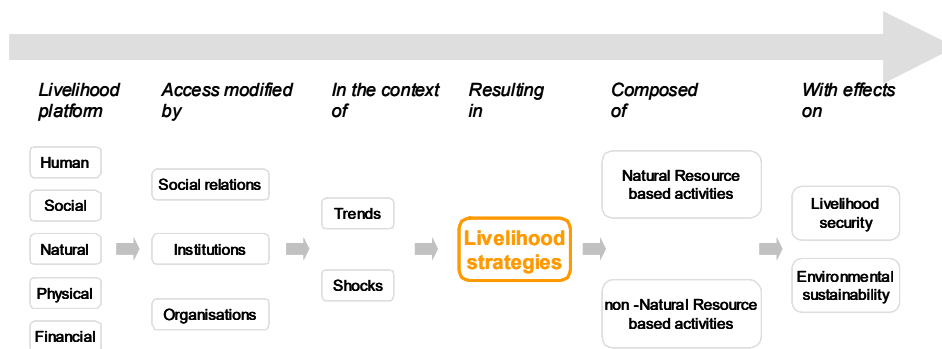 Livelihood
platform
Access modified
by
In the context
of
Resulting
in
Composed
of
With effects
on
Human
Social
Natural
Physical
Financial
Social relations
Institutions
Organisations
Trends
Shocks
Livelihood
strategies
Natural Resource
based activities
non -Natural Resource
based activities
Livelihood
security
Environmental
sustainability